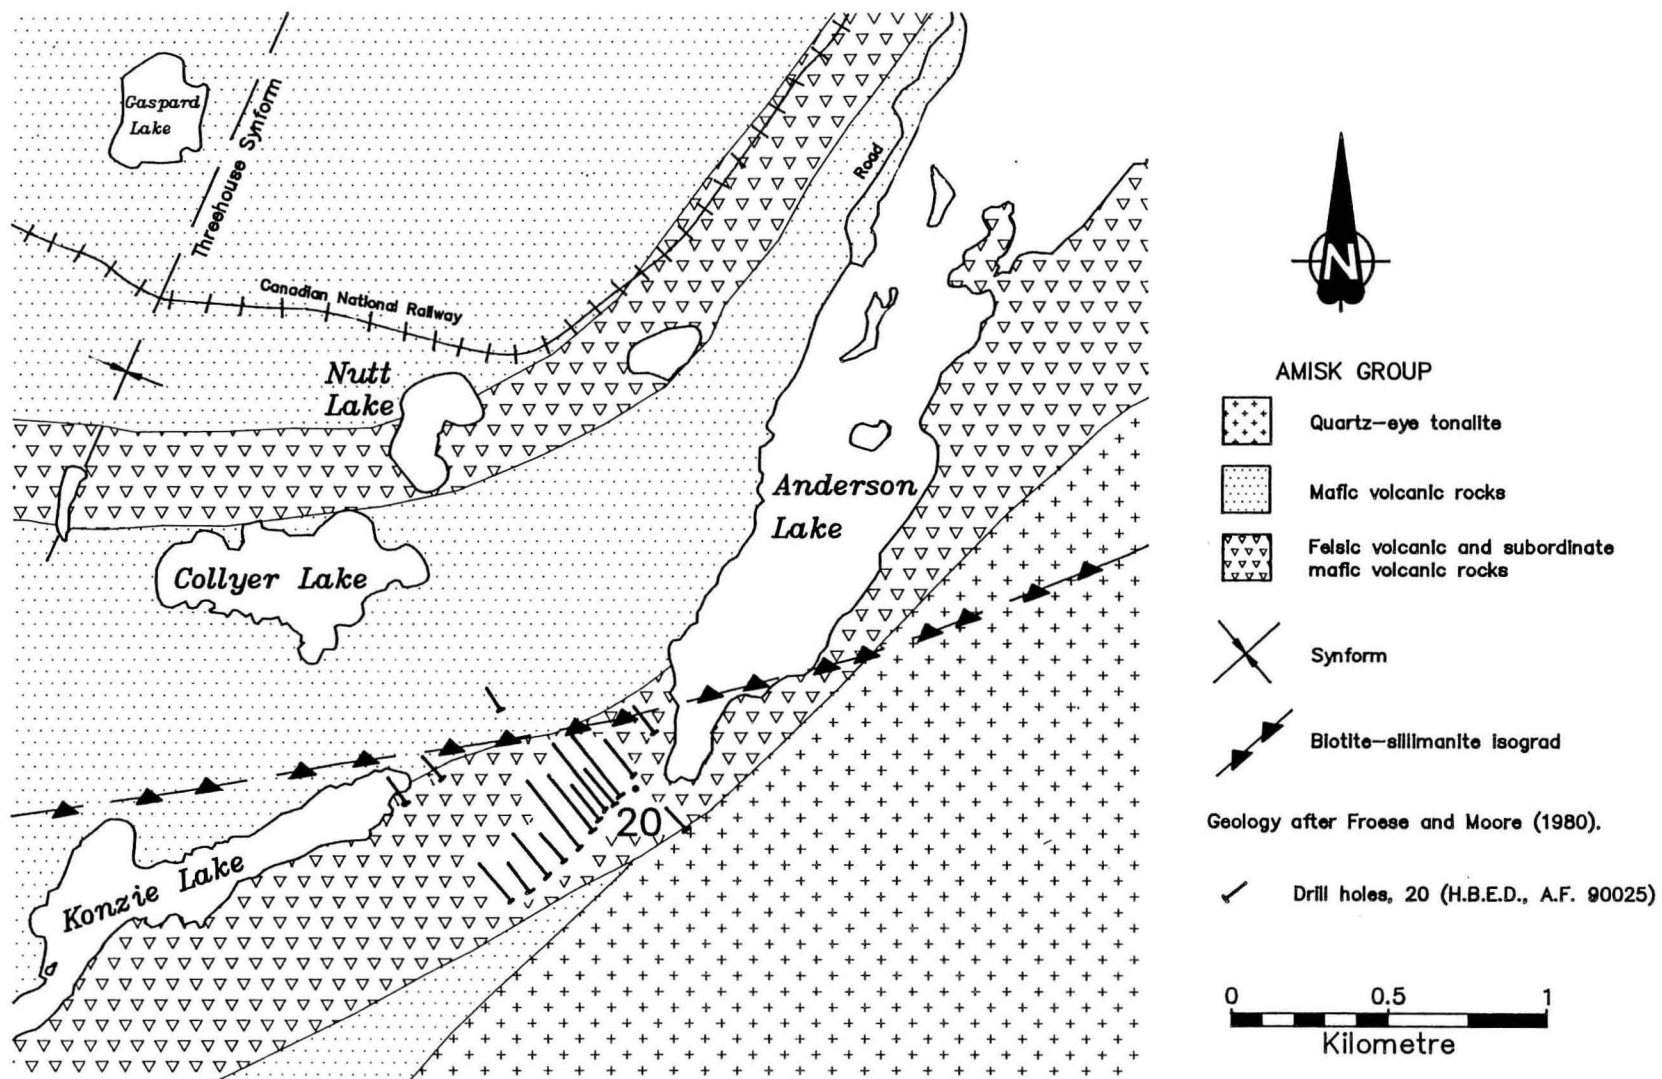 Gaspard
Lake
Threehouse Synform
Road
Canadian National Railway
Nutt
Lake
Anderson
Lake
Collyer Lake
20
Konzie Lake
N
AMISK GROUP
Quartz-eye tonalite
Mafic volcanic rocks
Felsic volcanic and subordinate
mafic volcanic rocks
Synform
Biotite-sillimanite isograd
Geology after Froese and Moore (1980).
Drill holes, 20 (H.B.E.D., A.F. 90025)
0 0.5 1
Kilometre